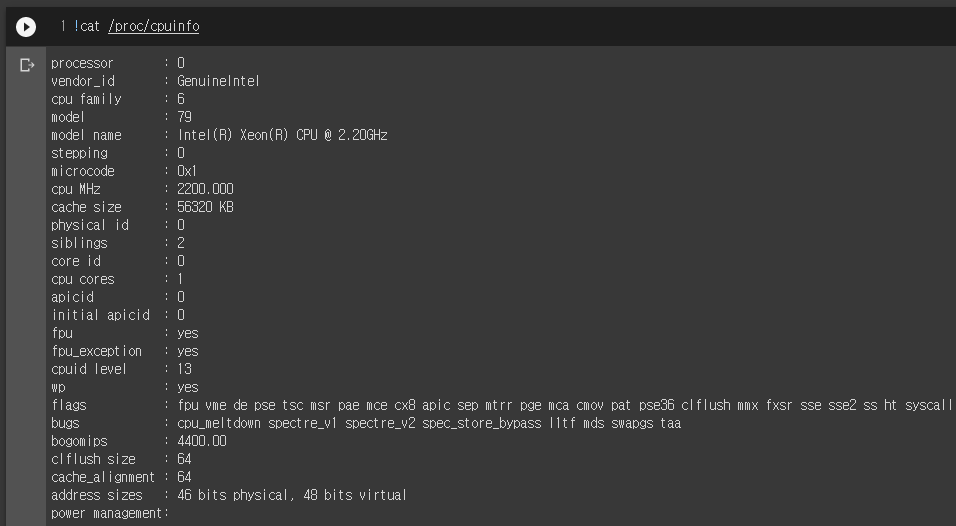 1 !cat /proc/cpuinfo
processor : 0
vendor_id : GenuineIntel
cpu family : 6
model : 79
model name : Intel(R) Xeon(R) CPU @ 2.20GHz
stepping : 0
microcode : 0x1
cpu MHz : 2200.000
cache size : 56320 KB
physical id : 0
siblings : 2
core id : 0
cpu cores : 1
apicid : 0
initial apicid : 0
fpu : yes
fpu_exception : yes
cpuid level : 13
wp : yes
flags : fpu vme de pse tsc msr pae mce cx8 apic sep mtrr pge mca cmov pat pse36 clflush mmx fxsr sse sse2 ss ht syscall
bugs : cpu_meltdown spectre_v1 spectre_v2 spec_store_bypass l1tf mds swapgs taa
bogomips : 4400.00
clflush size : 64
cache_alignment : 64
address sizes : 46 bits physical, 48 bits virtual
power management: